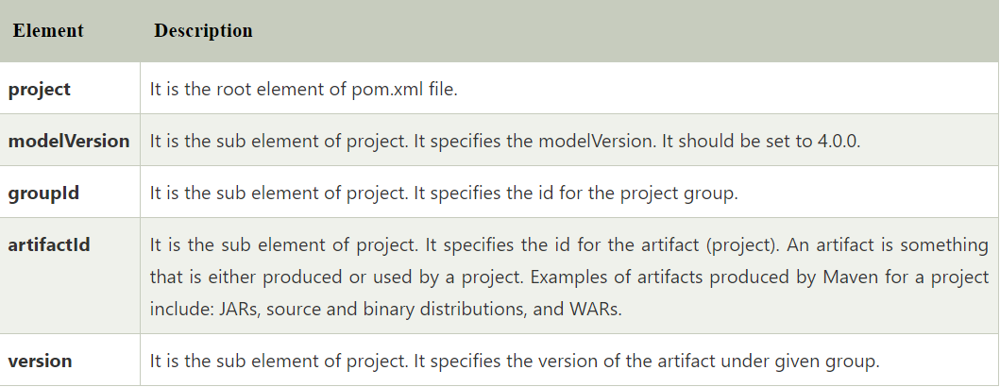 Element Description
project It is the root element of pom.xml file.
modelVersion It is the sub element of project. It specifies the modelVersion. It should be set to 4.0.0.
groupId It is the sub element of project. It specifies the id for the project group.
artifactId It is the sub element of project. It specifies the id for the artifact (project). An artifact is something
that is either produced or used by a project. Examples of artifacts produced by Maven for a project
include: JARs, source and binary distributions, and WARs.
version It is the sub element of project. It specifies the version of the artifact under given group.